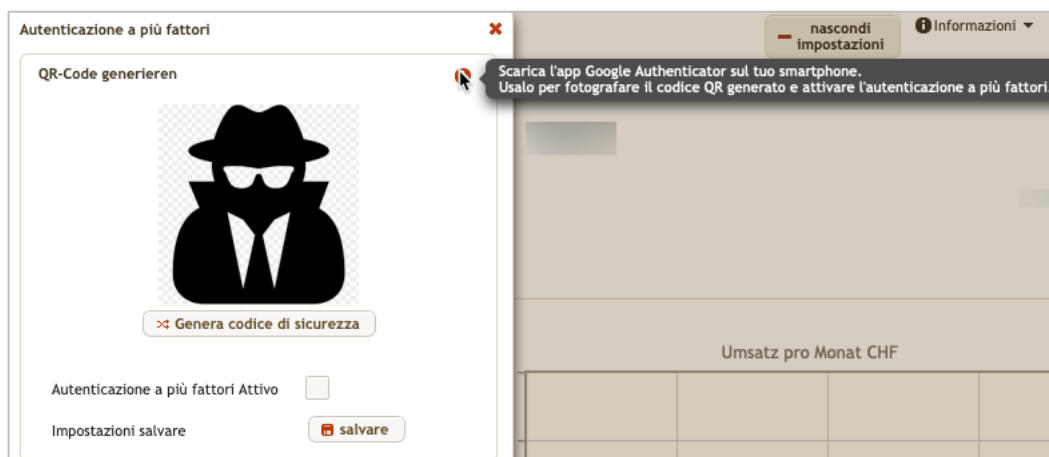 Autenticazione a più fattori
nascondi
impostazioni
Informazioni
QR-Code generieren
Scarica l'app Google Authenticator sul tuo smartphone.
Usalo per fotografare il codice QR generato e attivare l'autenticazione a più fattori.
Genera codice di sicurezza
Umsatz pro Monat CHF
Autenticazione a più fattori Attivo
Impostazioni salvare
salvare